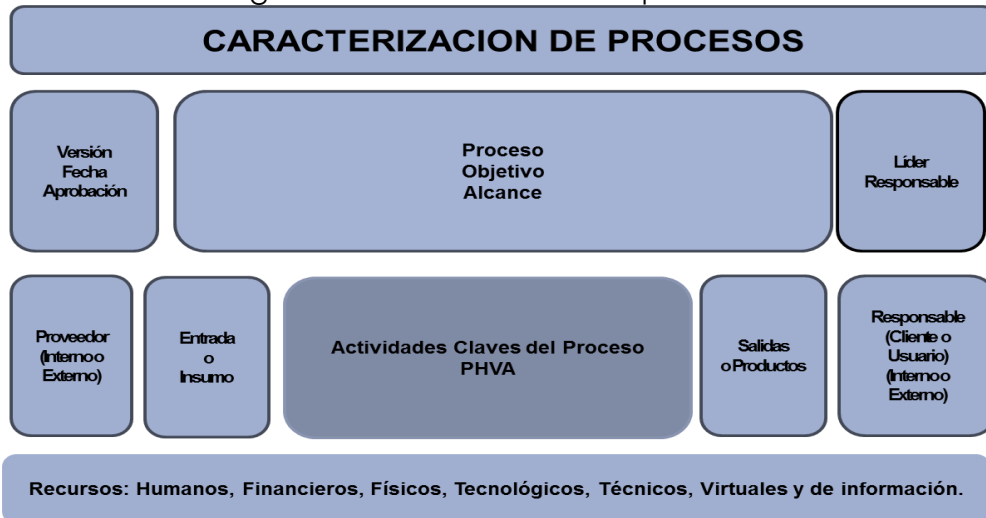 CARACTERIZACION DE PROCESOS
Versión
Fecha
Aprobación
Proceso
Objetivo
Alcance
Líder
Responsable
Proveedor
(Interno o
Externo)
Entrada
o
Insumo
Actividades Claves del Proceso
PHVA
Salidas
o Productos
Responsable
(Cliente o
Usuario)
(Interno o
Externo)
Recursos: Humanos, Financieros, Físicos, Tecnológicos, Técnicos, Virtuales y de información.